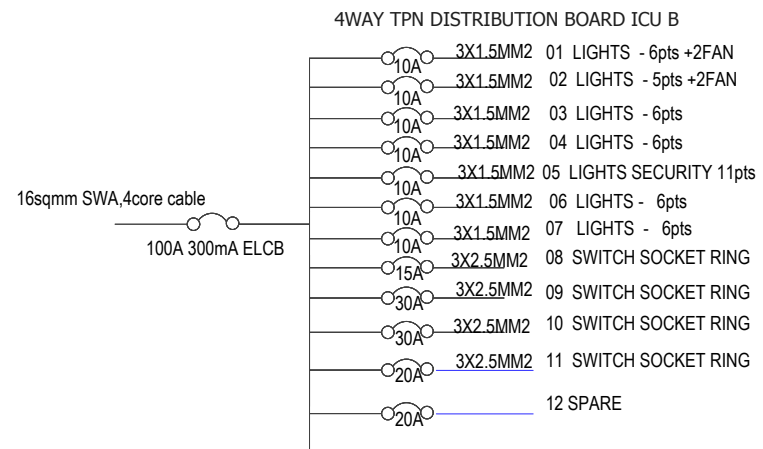 4WAY TPN DISTRIBUTION BOARD ICU B
10A 3X1.5MM2 01 LIGHTS - 6pts +2FAN
10A 3X1.5MM2 02 LIGHTS - 5pts +2FAN
10A 3X1.5MM2 03 LIGHTS - 6pts
10A 3X1.5MM2 04 LIGHTS - 6pts
10A 3X1.5MM2 05 LIGHTS SECURITY 11pts
16sqmm SWA,4core cable
100A 300mA ELCB
10A 3X1.5MM2 06 LIGHTS - 6pts
10A 3X1.5MM2 07 LIGHTS - 6pts
15A 3X2.5MM2 08 SWITCH SOCKET RING
30A 3X2.5MM2 09 SWITCH SOCKET RING
30A 3X2.5MM2 10 SWITCH SOCKET RING
20A 3X2.5MM2 11 SWITCH SOCKET RING
20A 12 SPARE